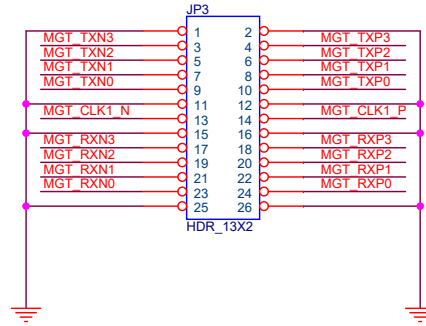 JP3
1 2
MGT_TXN3 3 4 MGT_TXP3
MGT_TXN2 5 6 MGT_TXP2
MGT_TXN1 7 8 MGT_TXP1
MGT_TXN0 9 10 MGT_TXP0
11 12
MGT_CLK1_N 13 14 MGT_CLK1_P
15 16
MGT_RXN3 17 18 MGT_RXP3
MGT_RXN2 19 20 MGT_RXP2
MGT_RXN1 21 22 MGT_RXP1
MGT_RXN0 23 24 MGT_RXP0
25 26
HDR_13X2